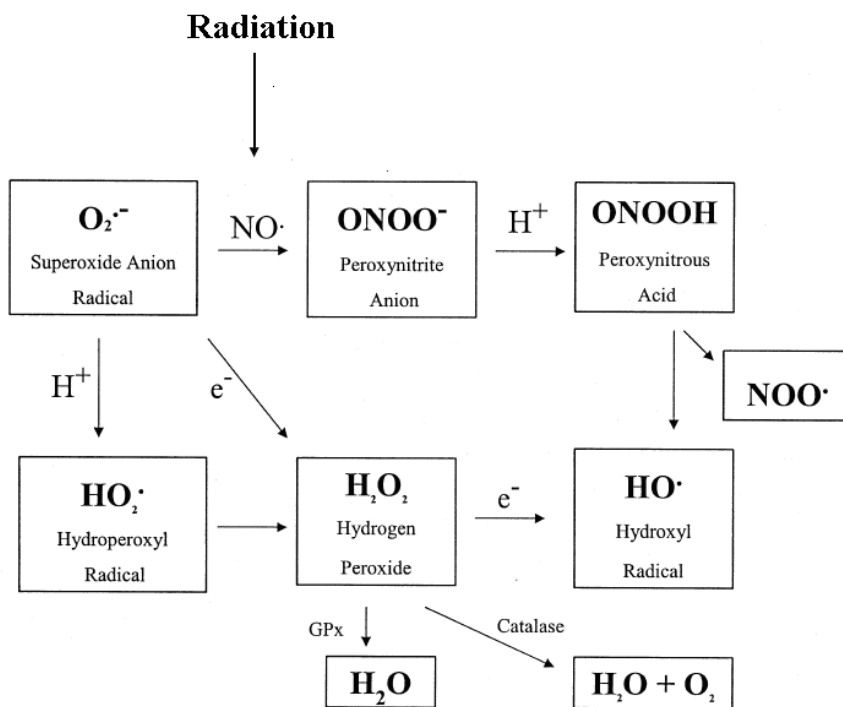 Radiation
O₂·⁻
Superoxide Anion
Radical
NO·
ONOO⁻
Peroxynitrite
Anion
H⁺
ONOOH
Peroxynitrous
Acid
H⁺
e⁻
NOO·
HO₂·
Hydroperoxyl
Radical
H₂O₂
Hydrogen
Peroxide
e⁻
HO·
Hydroxyl
Radical
GPx
Catalase
H₂O
H₂O + O₂